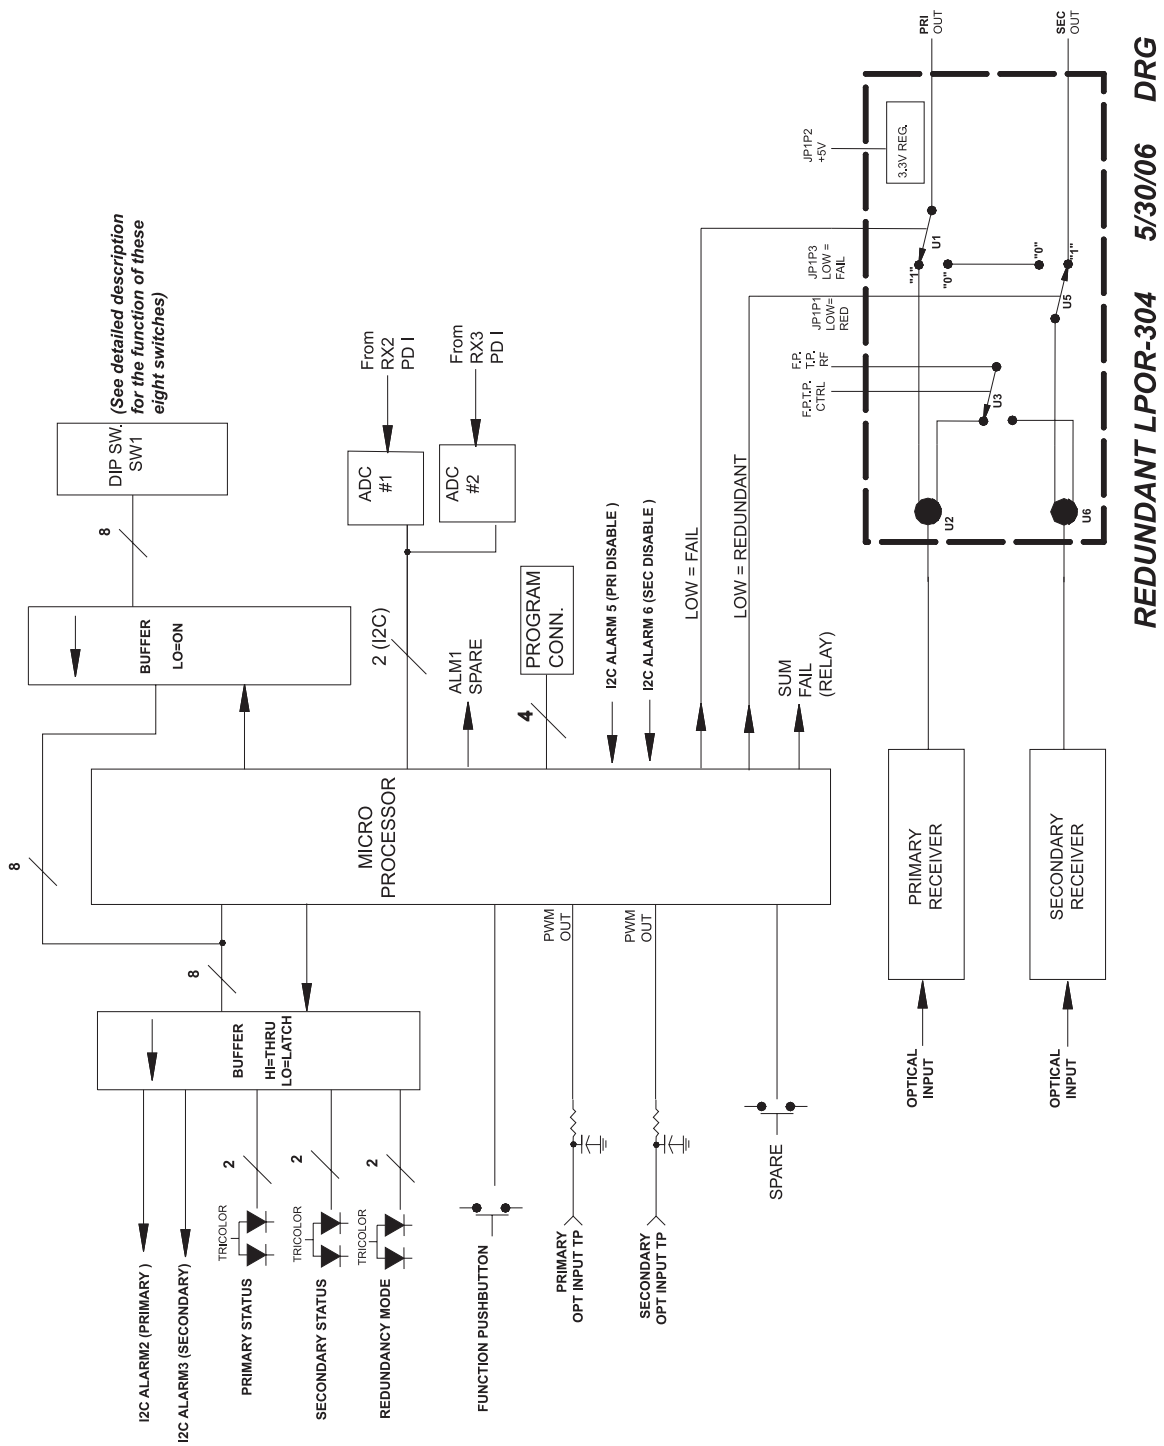 I2C ALARM2 (PRIMARY )
I2C ALARM3 (SECONDARY)
PRIMARY STATUS
TRICOLOR
2
SECONDARY STATUS
TRICOLOR
2
REDUNDANCY MODE
TRICOLOR
2
FUNCTION PUSHBUTTON
PRIMARY
OPT INPUT TP
SECONDARY
OPT INPUT TP
SPARE
BUFFER
HI=THRU
LO=LATCH
8
8
PWM
OUT
PWM
OUT
MICRO
PROCESSOR
BUFFER
LO=ON
8
DIP SW.
SW1
(See detailed description
for the function of these
eight switches)
2 (I2C)
ADC
#1
From
RX2
PD I
ADC
#2
From
RX3
PD I
ALM1
SPARE
4
PROGRAM
CONN.
I2C ALARM 5 (PRI DISABLE )
I2C ALARM 6 (SEC DISABLE )
LOW = FAIL
LOW = REDUNDANT
SUM
FAIL
(RELAY)
OPTICAL
INPUT
PRIMARY
RECEIVER
OPTICAL
INPUT
SECONDARY
RECEIVER
F.P.T.P.
CTRL
F.P.
T.P.
RF
JP1P1
LOW=
RED
JP1P3
LOW =
FAIL
JP1P2
+5V
3.3V REG.
U2
U6
U3
U1
"1"
"0"
"0"
"1"
U5
PRI
OUT
SEC
OUT
REDUNDANT LPOR-304 5/30/06 DRG